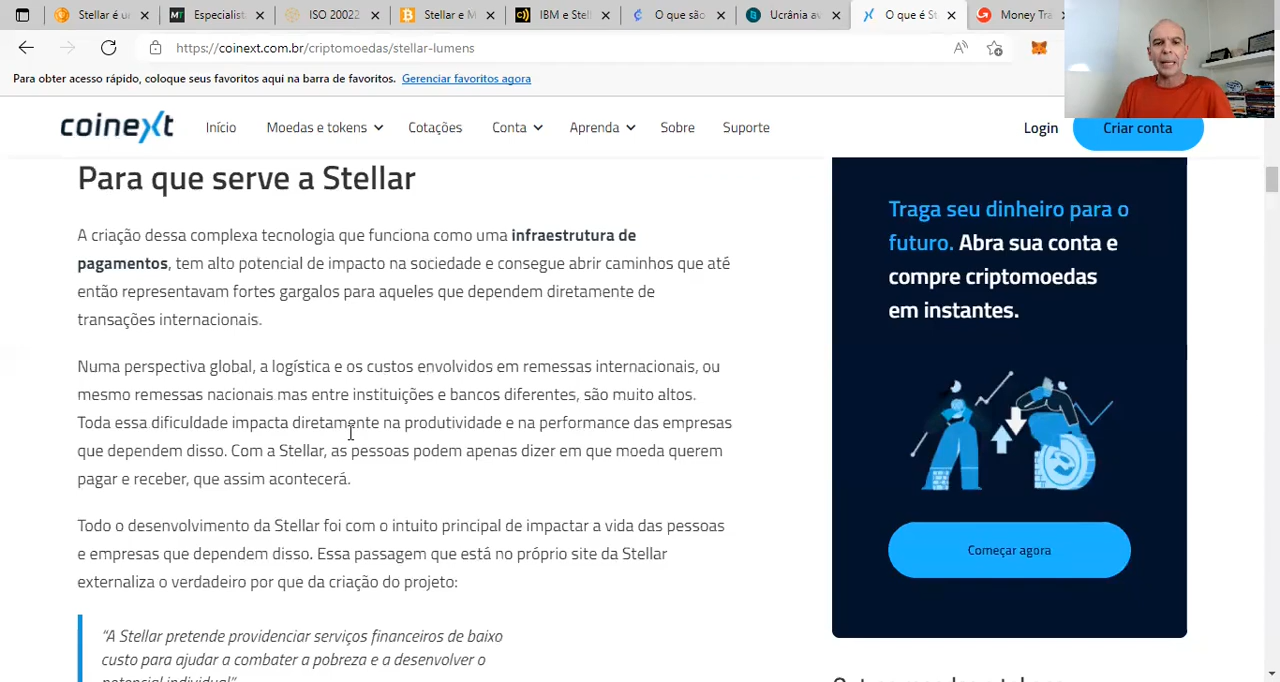 Stellar é un
Especialist
ISO 20022
Stellar e M
IBM e Stel
O que são
Ucrânia av
O que é St
Money Tra
https://coinext.com.br/criptomoedas/stellar-lumens
Para obter acesso rápido, coloque seus favoritos aqui na barra de favoritos. Gerenciar favoritos agora
coinext
Início
Moedas e tokens
Cotações
Conta
Aprenda
Sobre
Suporte
Login
Criar conta
Para que serve a Stellar
A criação dessa complexa tecnologia que funciona como uma infraestrutura de
pagamentos, tem alto potencial de impacto na sociedade e consegue abrir caminhos que até
então representavam fortes gargalos para aqueles que dependem diretamente de
transações internacionais.
Numa perspectiva global, a logística e os custos envolvidos em remessas internacionais, ou
mesmo remessas nacionais mas entre instituições e bancos diferentes, são muito altos.
Toda essa dificuldade impacta diretamente na produtividade e na performance das empresas
que dependem disso. Com a Stellar, as pessoas podem apenas dizer em que moeda querem
pagar e receber, que assim acontecerá.
Todo o desenvolvimento da Stellar foi com o intuito principal de impactar a vida das pessoas
e empresas que dependem disso. Essa passagem que está no próprio site da Stellar
externaliza o verdadeiro por que da criação do projeto:
“A Stellar pretende providenciar serviços financeiros de baixo
custo para ajudar a combater a pobreza e a desenvolver o
potencial individual”
Traga seu dinheiro para o
futuro. Abra sua conta e
compre criptomoedas
em instantes.
Começar agora